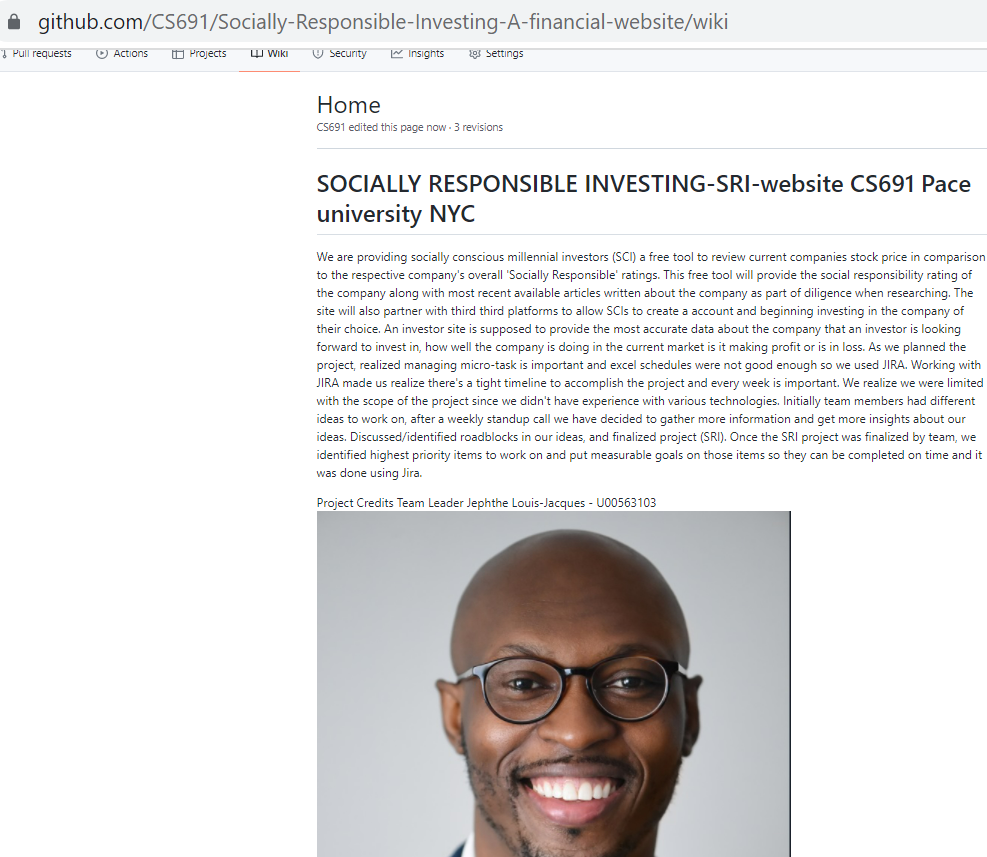 github.com/CS691/Socially-Responsible-Investing-A-financial-website/wiki
Pull requests Actions Projects Wiki Security Insights Settings
Home
CS691 edited this page now · 3 revisions
SOCIALLY RESPONSIBLE INVESTING-SRI-website CS691 Pace
university NYC
We are providing socially conscious millennial investors (SCI) a free tool to review current companies stock price in comparison
to the respective company's overall 'Socially Responsible' ratings. This free tool will provide the social responsibility rating of
the company along with most recent available articles written about the company as part of diligence when researching. The
site will also partner with third third platforms to allow SCIs to create a account and beginning investing in the company of
their choice. An investor site is supposed to provide the most accurate data about the company that an investor is looking
forward to invest in, how well the company is doing in the current market is it making profit or is in loss. As we planned the
project, realized managing micro-task is important and excel schedules were not good enough so we used JIRA. Working with
JIRA made us realize there's a tight timeline to accomplish the project and every week is important. We realize we were limited
with the scope of the project since we didn't have experience with various technologies. Initially team members had different
ideas to work on, after a weekly standup call we have decided to gather more information and get more insights about our
ideas. Discussed/identified roadblocks in our ideas, and finalized project (SRI). Once the SRI project was finalized by team, we
identified highest priority items to work on and put measurable goals on those items so they can be completed on time and it
was done using Jira.
Project Credits Team Leader Jephthe Louis-Jacques - U00563103